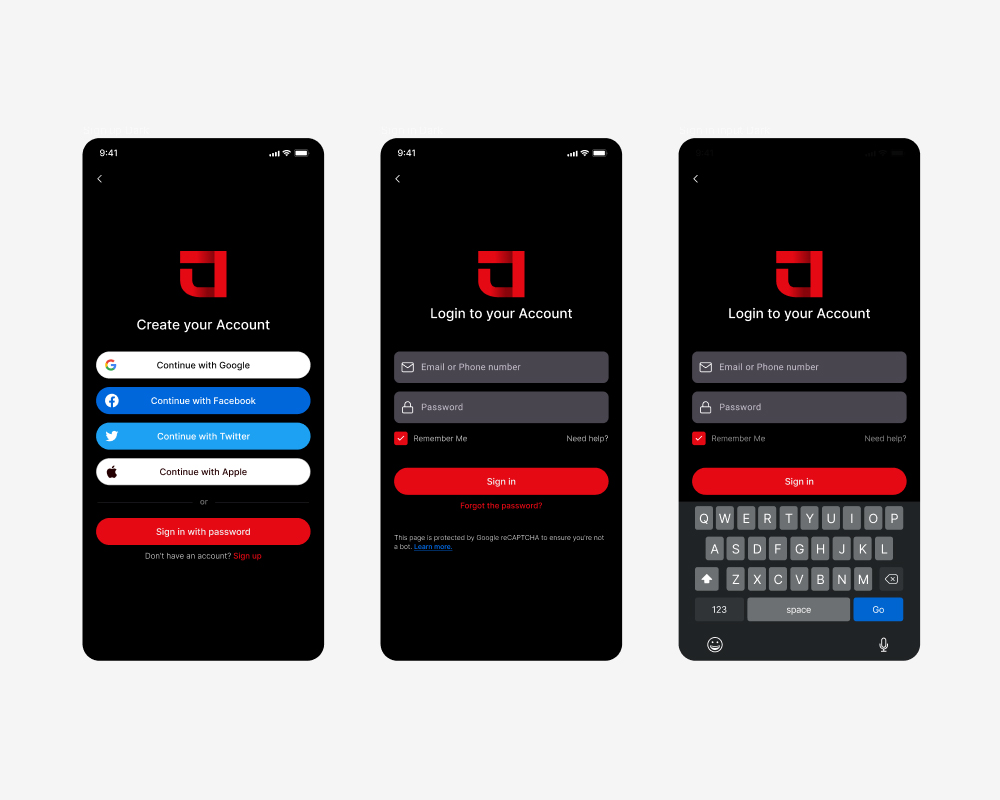 9:41
Create your Account
Continue with Google
Continue with Facebook
Continue with Twitter
Continue with Apple
or
Sign in with password
Don't have an account? Sign up
9:41
Login to your Account
Email or Phone number
Password
Remember Me
Need help?
Sign in
Forgot the password?
This page is protected by Google reCAPTCHA to ensure you're not
a bot. Learn more.
9:41
Login to your Account
Email or Phone number
Password
Remember Me
Need help?
Sign in
Q W E R T Y U I O P
A S D F G H J K L
Z X C V B N M
123
space
Go